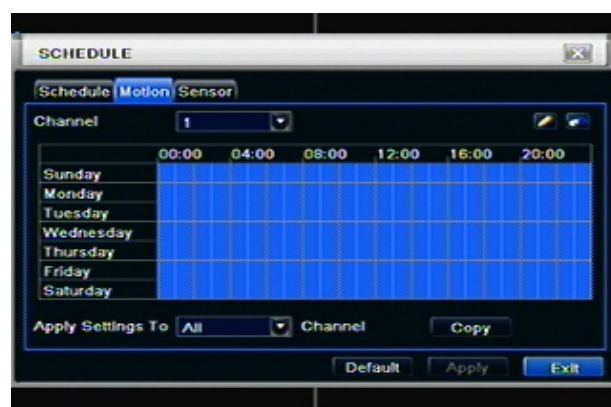 SCHEDULE
Schedule Motion Sensor
Channel 1
00:00 04:00 08:00 12:00 16:00 20:00
Sunday
Monday
Tuesday
Wednesday
Thursday
Friday
Saturday
Apply Settings To All Channel Copy
Default Apply Exit